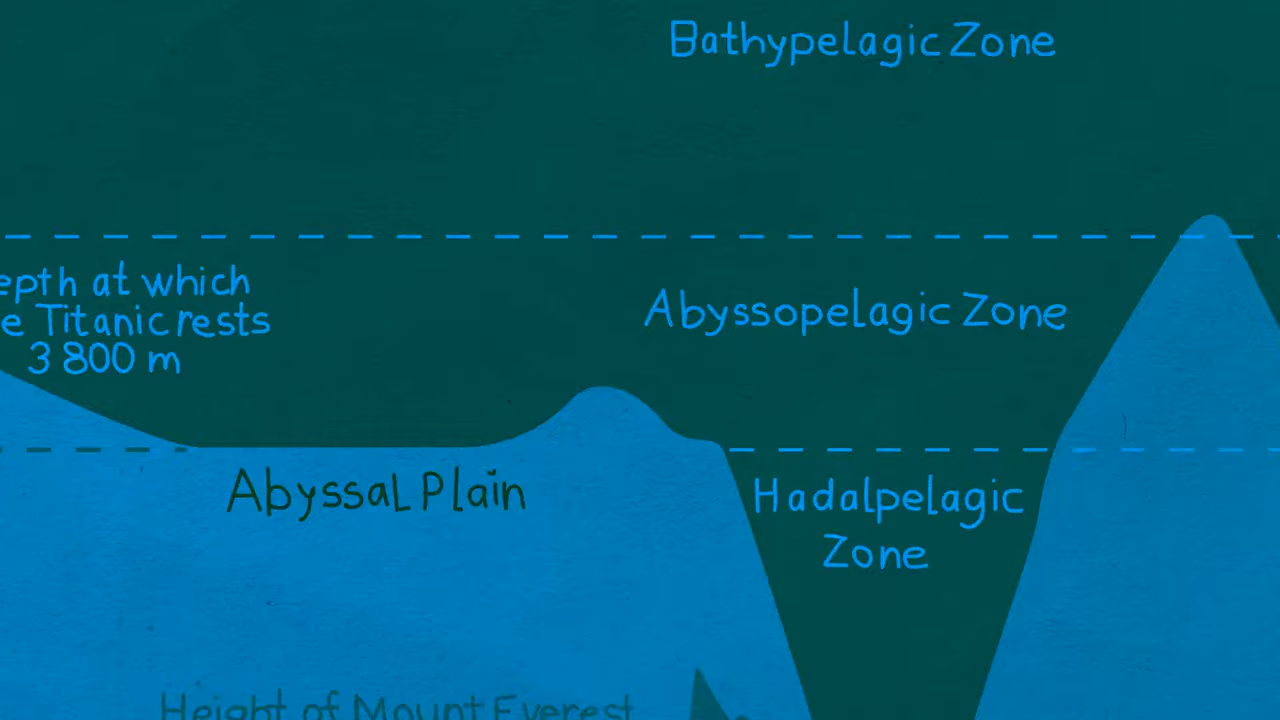 Bathypelagic Zone
epth at which
e Titanic rests
3 800 m
Abyssopelagic Zone
Abyssal Plain
Hadalpelagic
Zone
Height of Mount Everest